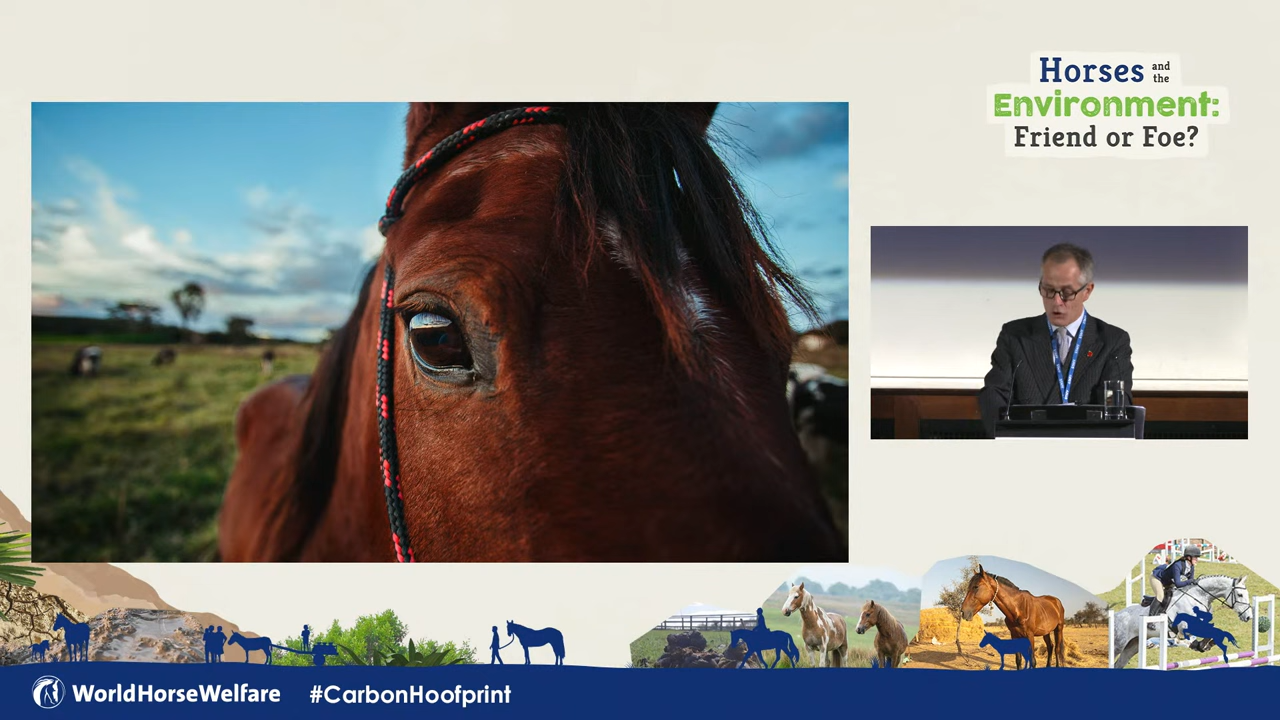 Horses and the
Environment:
Friend or Foe?
WorldHorseWelfare #CarbonHoofprint